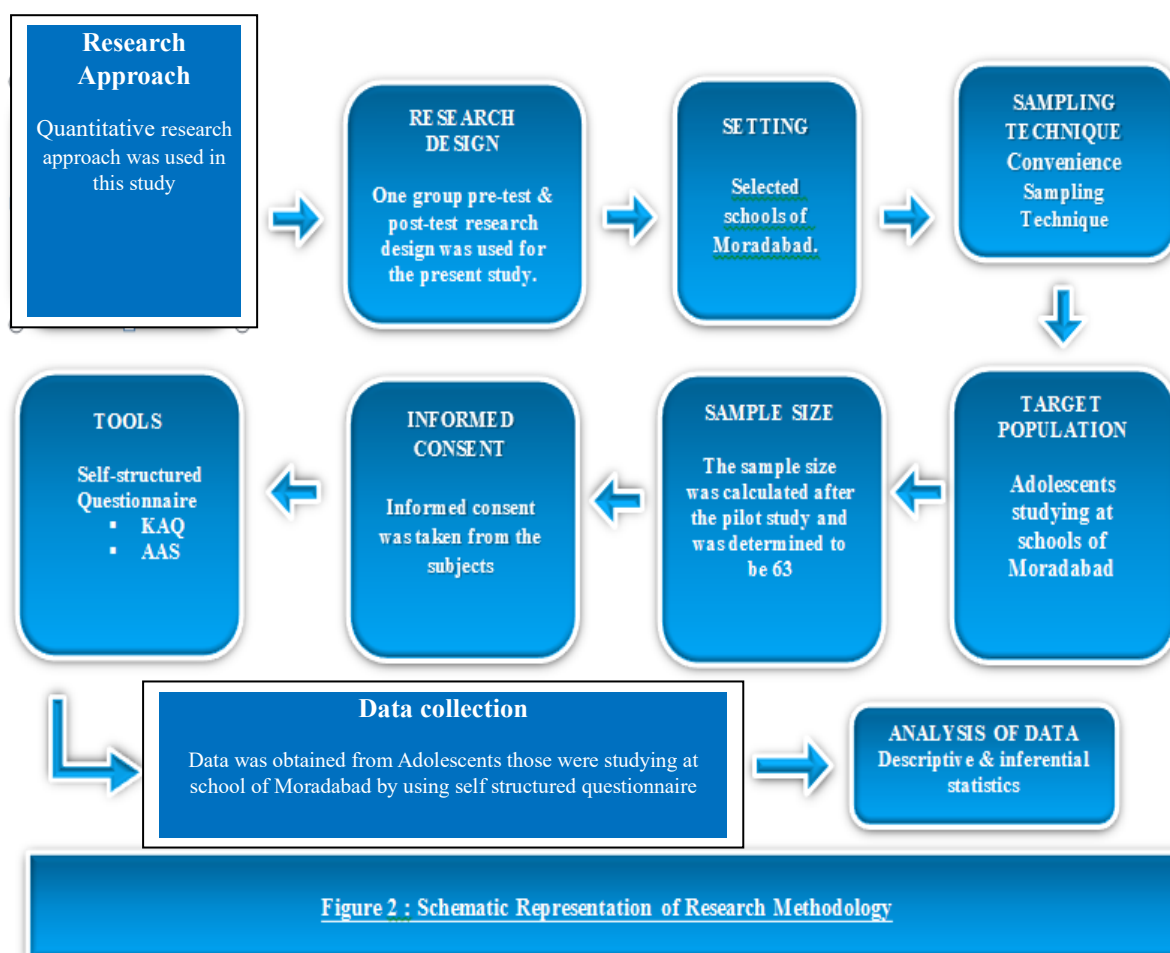 Research
Approach
Quantitative research
approach was used in
this study
RESEARCH
DESIGN
One group pre-test &
post-test research
design was used for
the present study.
SETTING
Selected
schools of
Moradabad.
SAMPLING
TECHNIQUE
Convenience
Sampling
Technique
TARGET
POPULATION
Adolescents
studying at
schools of
Moradabad
SAMPLE SIZE
The sample size
was calculated after
the pilot study and
was determined to
be 63
INFORMED
CONSENT
Informed consent
was taken from the
subjects
TOOLS
Self-structured
Questionnaire
▪ KAQ
▪ AAS
Data collection
Data was obtained from Adolescents those were studying at
school of Moradabad by using self structured questionnaire
ANALYSIS OF DATA
Descriptive & inferential
statistics
Figure 2 : Schematic Representation of Research Methodology